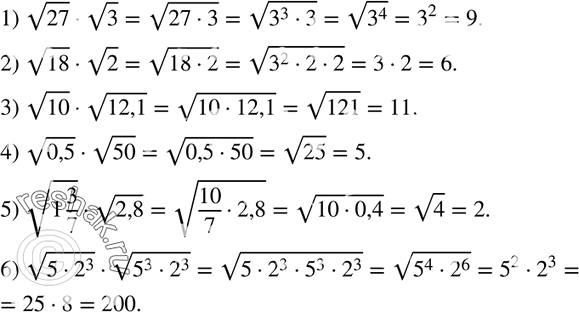 1) √27 · √3 = √(27 · 3) = √(3³ · 3) = √(3⁴) = 3² = 9.
2) √18 · √2 = √(18 · 2) = √(3² · 2 · 2) = 3 · 2 = 6.
3) √10 · √(12,1) = √(10 · 12,1) = √121 = 11.
4) √(0,5) · √50 = √(0,5 · 50) = √25 = 5.
5) √(1 3/7) · √(2,8) = √(10/7 · 2,8) = √(10 · 0,4) = √4 = 2.
6) √(5 · 2³) · √(5³ · 2³) = √(5 · 2³ · 5³ · 2³) = √(5⁴ · 2⁶) = 5² · 2³ =
= 25 · 8 = 200.
reshak.ru